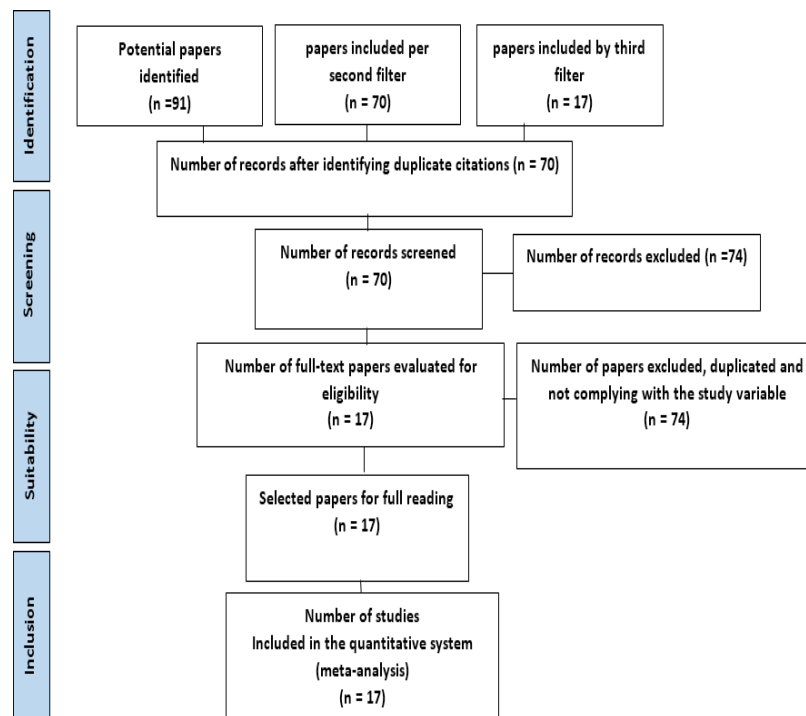 Identification
Potential papers
identified
(n =91)
papers included per
second filter
(n = 70)
papers included by third
filter
(n = 17)
Number of records after identifying duplicate citations (n = 70)
Screening
Number of records screened
(n = 70)
Number of records excluded (n =74)
Suitability
Number of full-text papers evaluated for
eligibility
(n = 17)
Number of papers excluded, duplicated and
not complying with the study variable
(n = 74)
Selected papers for full reading
(n = 17)
Inclusion
Number of studies
Included in the quantitative system
(meta-analysis)
(n = 17)